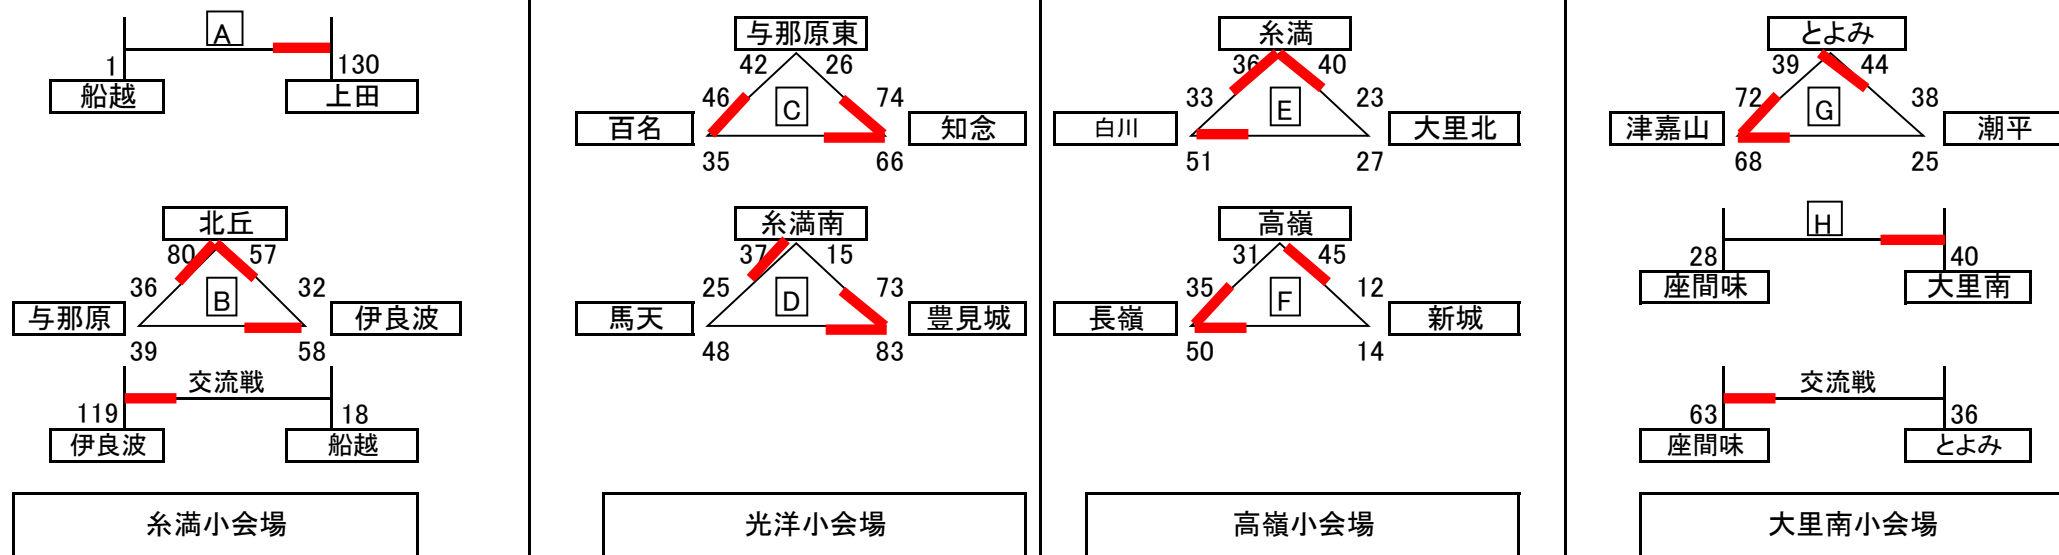 A
1
130
船越
上田
北丘
80
57
36
B
32
与那原
伊良波
39
58
交流戦
119
18
伊良波
船越
糸満小会場
与那原東
42
26
46
C
74
百名
知念
35
66
糸満南
37
15
25
D
73
馬天
豊見城
48
83
光洋小会場
糸満
36
40
33
E
23
白川
大里北
51
27
高嶺
31
45
35
F
12
長嶺
新城
50
14
高嶺小会場
とよみ
39
44
72
G
38
津嘉山
潮平
68
25
H
28
40
座間味
大里南
交流戦
63
36
座間味
とよみ
大里南小会場